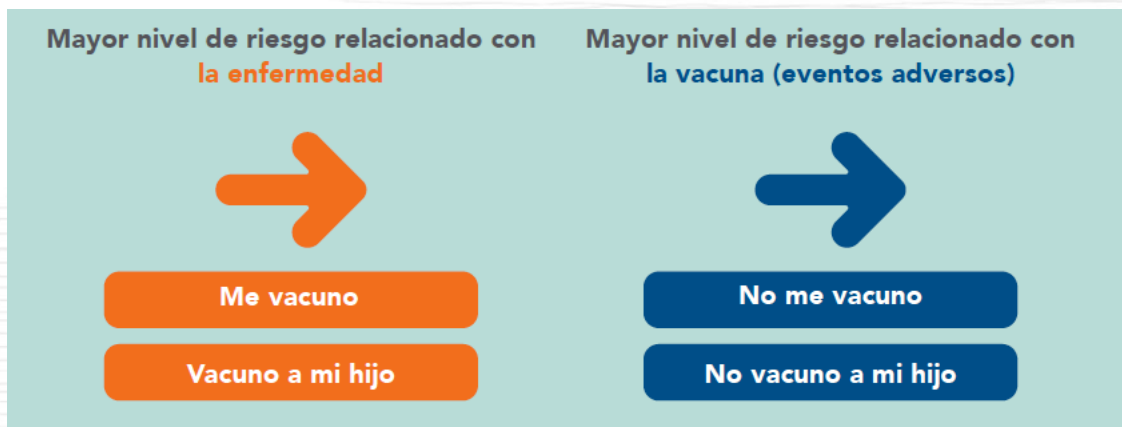 Mayor nivel de riesgo relacionado con
la enfermedad
Me vacuno
Vacuno a mi hijo
Mayor nivel de riesgo relacionado con
la vacuna (eventos adversos)
No me vacuno
No vacuno a mi hijo